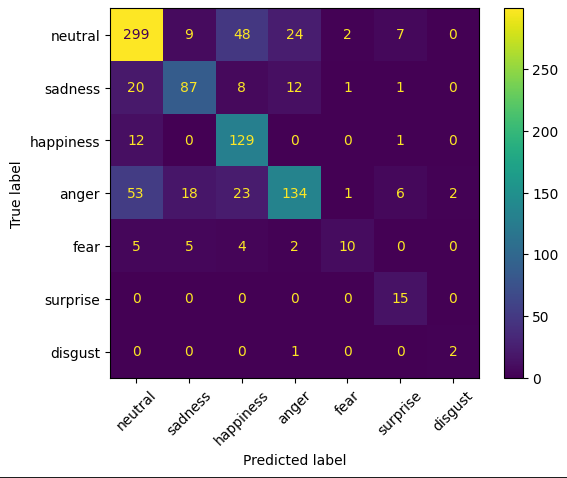 neutral 299 9 48 24 2 7 0
sadness 20 87 8 12 1 1 0
happiness 12 0 129 0 0 1 0
anger 53 18 23 134 1 6 2
fear 5 5 4 2 10 0 0
surprise 0 0 0 0 0 15 0
disgust 0 0 0 1 0 0 2
neutral sadness happiness anger fear surprise disgust
Predicted label
True label
250
200
150
100
50
0